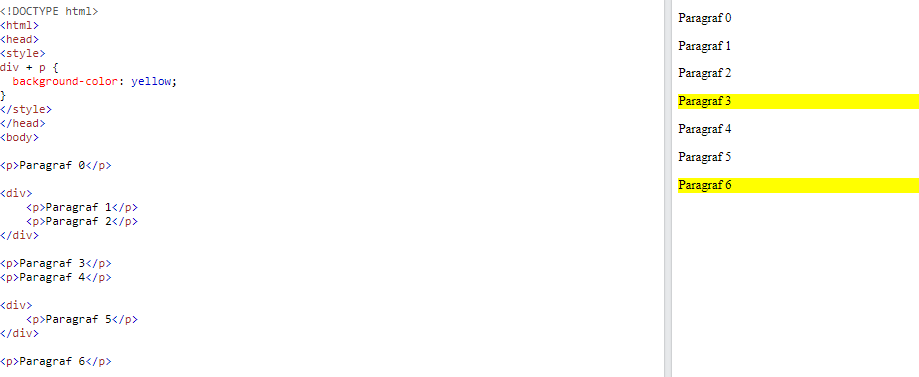 <!DOCTYPE html>
<html>
<head>
<style>
div + p {
  background-color: yellow;
}
</style>
</head>
<body>

<p>Paragraf 0</p>

<div>
    <p>Paragraf 1</p>
    <p>Paragraf 2</p>
</div>

<p>Paragraf 3</p>
<p>Paragraf 4</p>

<div>
    <p>Paragraf 5</p>
</div>

<p>Paragraf 6</p>
Paragraf 0
Paragraf 1
Paragraf 2
Paragraf 3
Paragraf 4
Paragraf 5
Paragraf 6